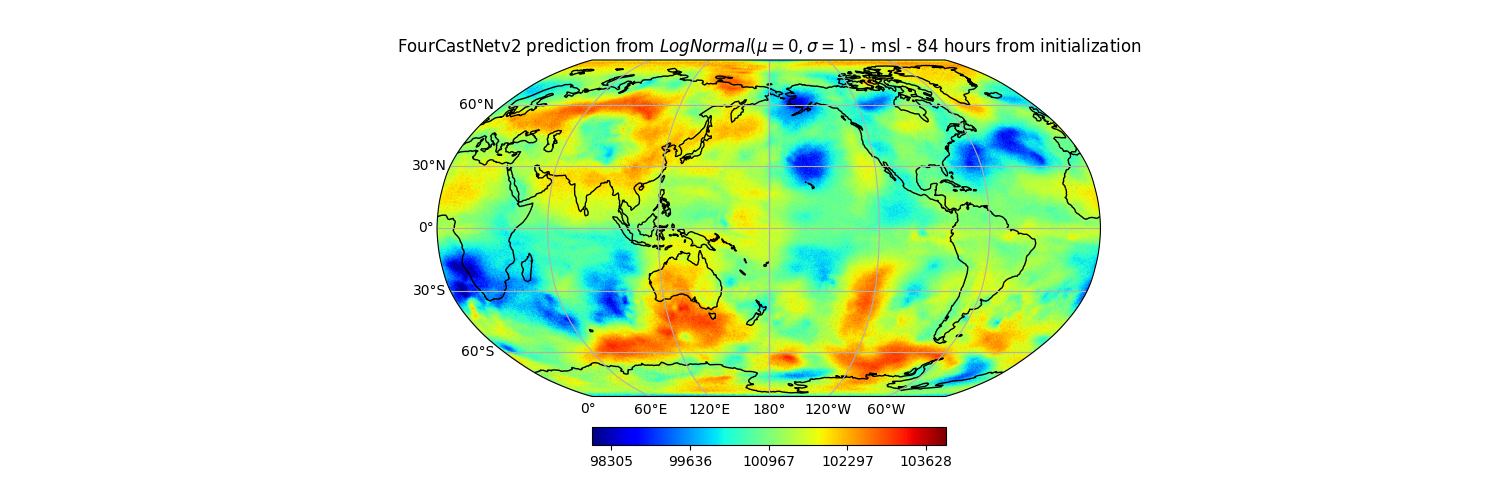 FourCastNetv2 prediction from LogNormal(μ = 0, σ = 1) - msl - 84 hours from initialization
60°N
30°N
0°
30°S
60°S
0° 60°E 120°E 180° 120°W 60°W
98305 99636 100967 102297 103628